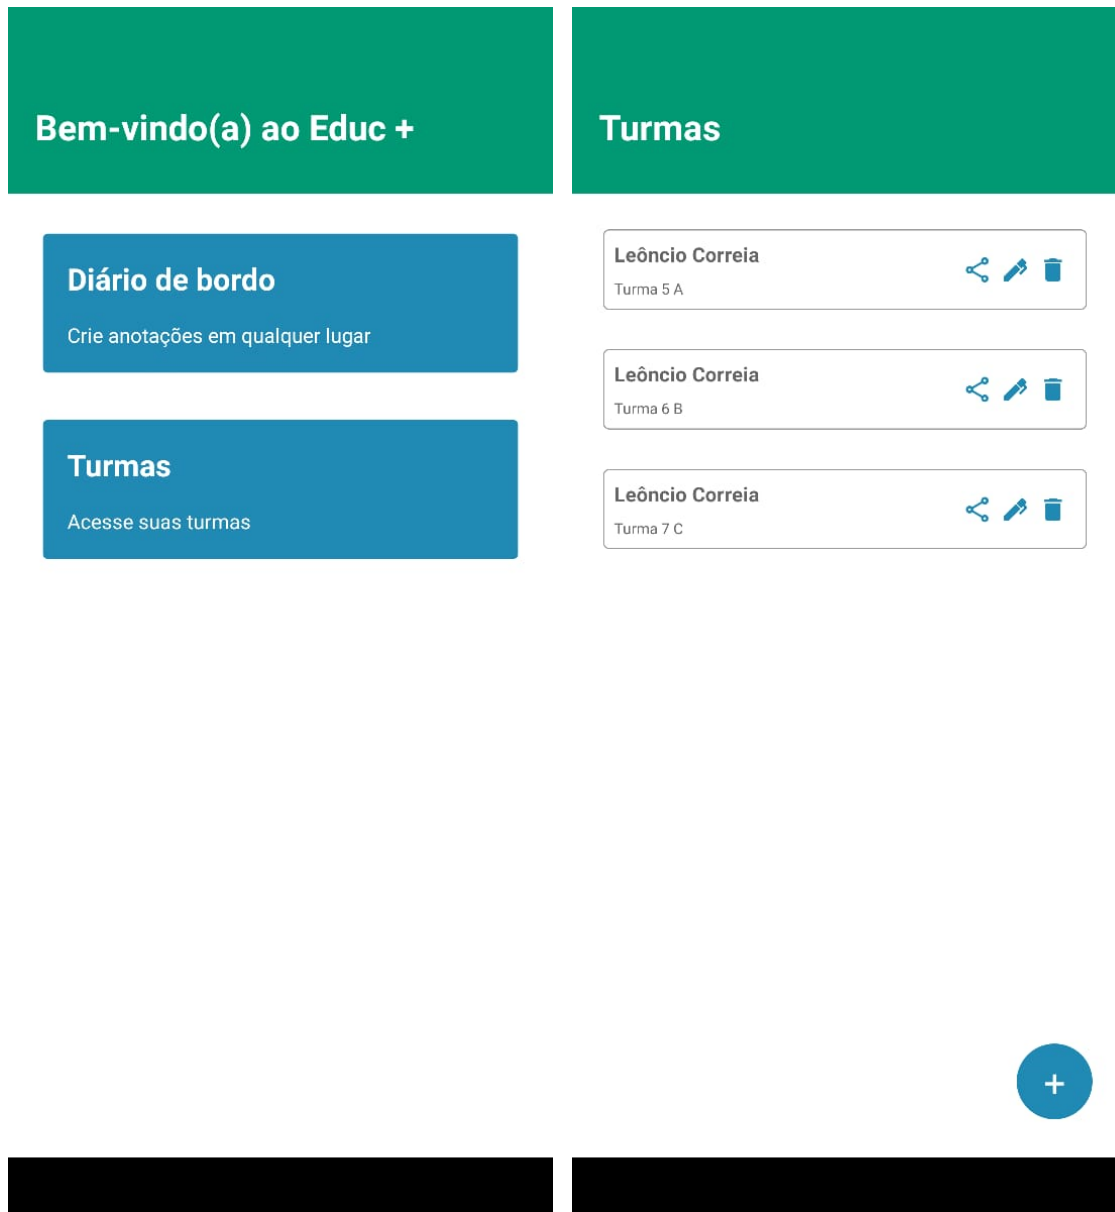 Bem-vindo(a) ao Educ +
Diário de bordo
Crie anotações em qualquer lugar
Turmas
Acesse suas turmas
Turmas
Leôncio Correia
Turma 5 A
Leôncio Correia
Turma 6 B
Leôncio Correia
Turma 7 C
+